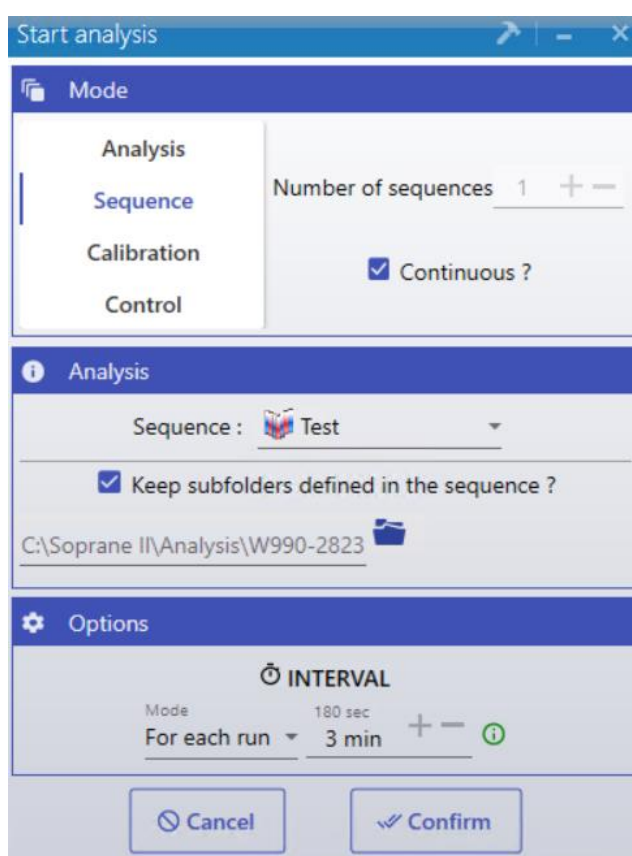 Start analysis
Mode
Analysis
Sequence
Calibration
Control
Number of sequences 1
Continuous ?
Analysis
Sequence : Test
Keep subfolders defined in the sequence ?
C:\Soprane II\Analysis\W990-2823
Options
INTERVAL
Mode
For each run
180 sec
3 min
Cancel
Confirm